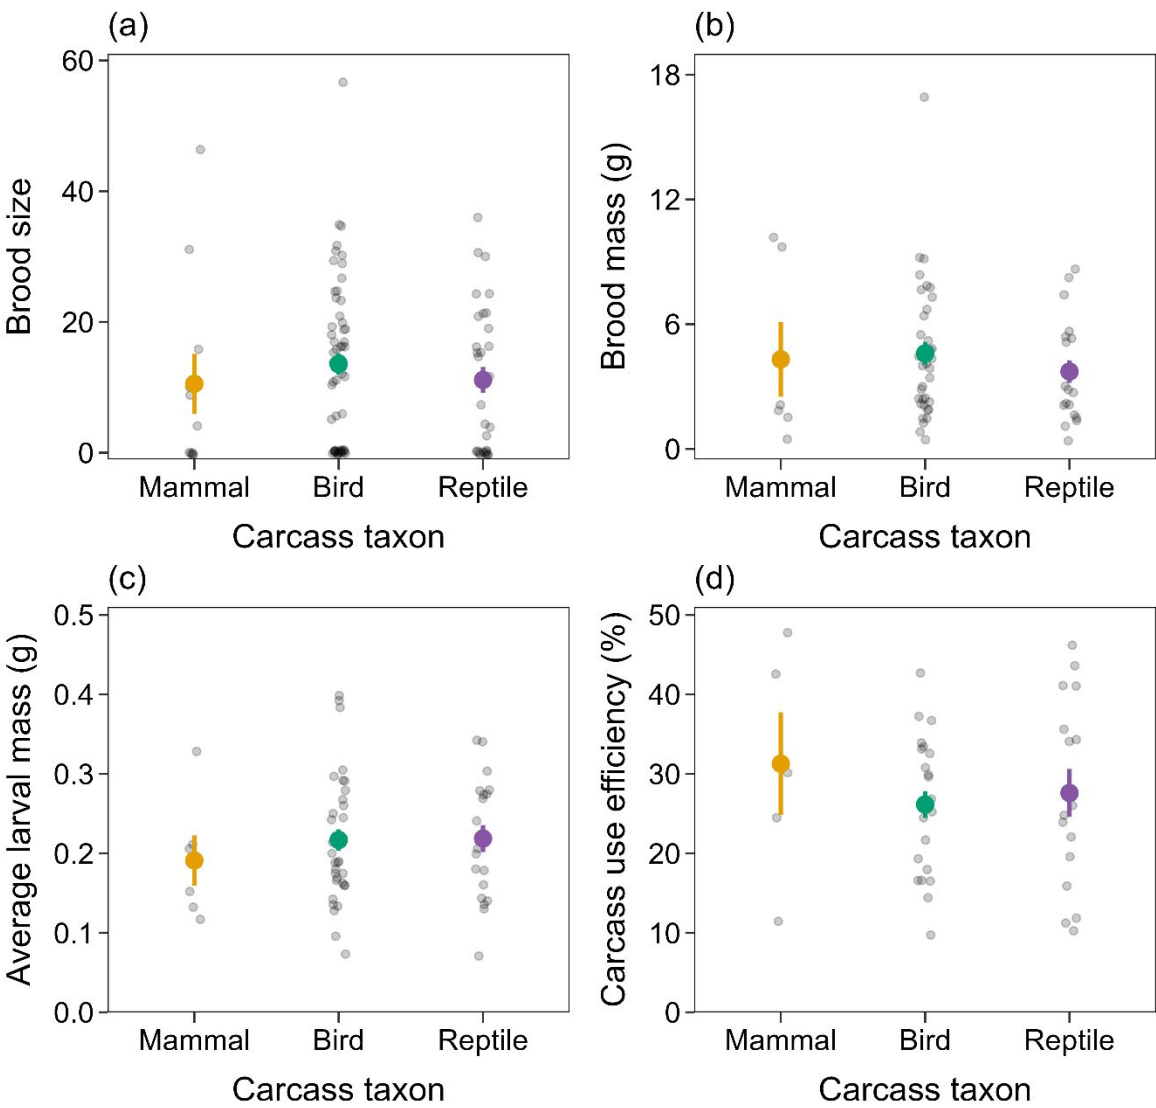 (a)
60
40
20
0
Brood size
Mammal Bird Reptile
Carcass taxon
(b)
18
12
6
0
Brood mass (g)
Mammal Bird Reptile
Carcass taxon
(c)
0.5
0.4
0.3
0.2
0.1
0.0
Average larval mass (g)
Mammal Bird Reptile
Carcass taxon
(d)
50
40
30
20
10
0
Carcass use efficiency (%)
Mammal Bird Reptile
Carcass taxon